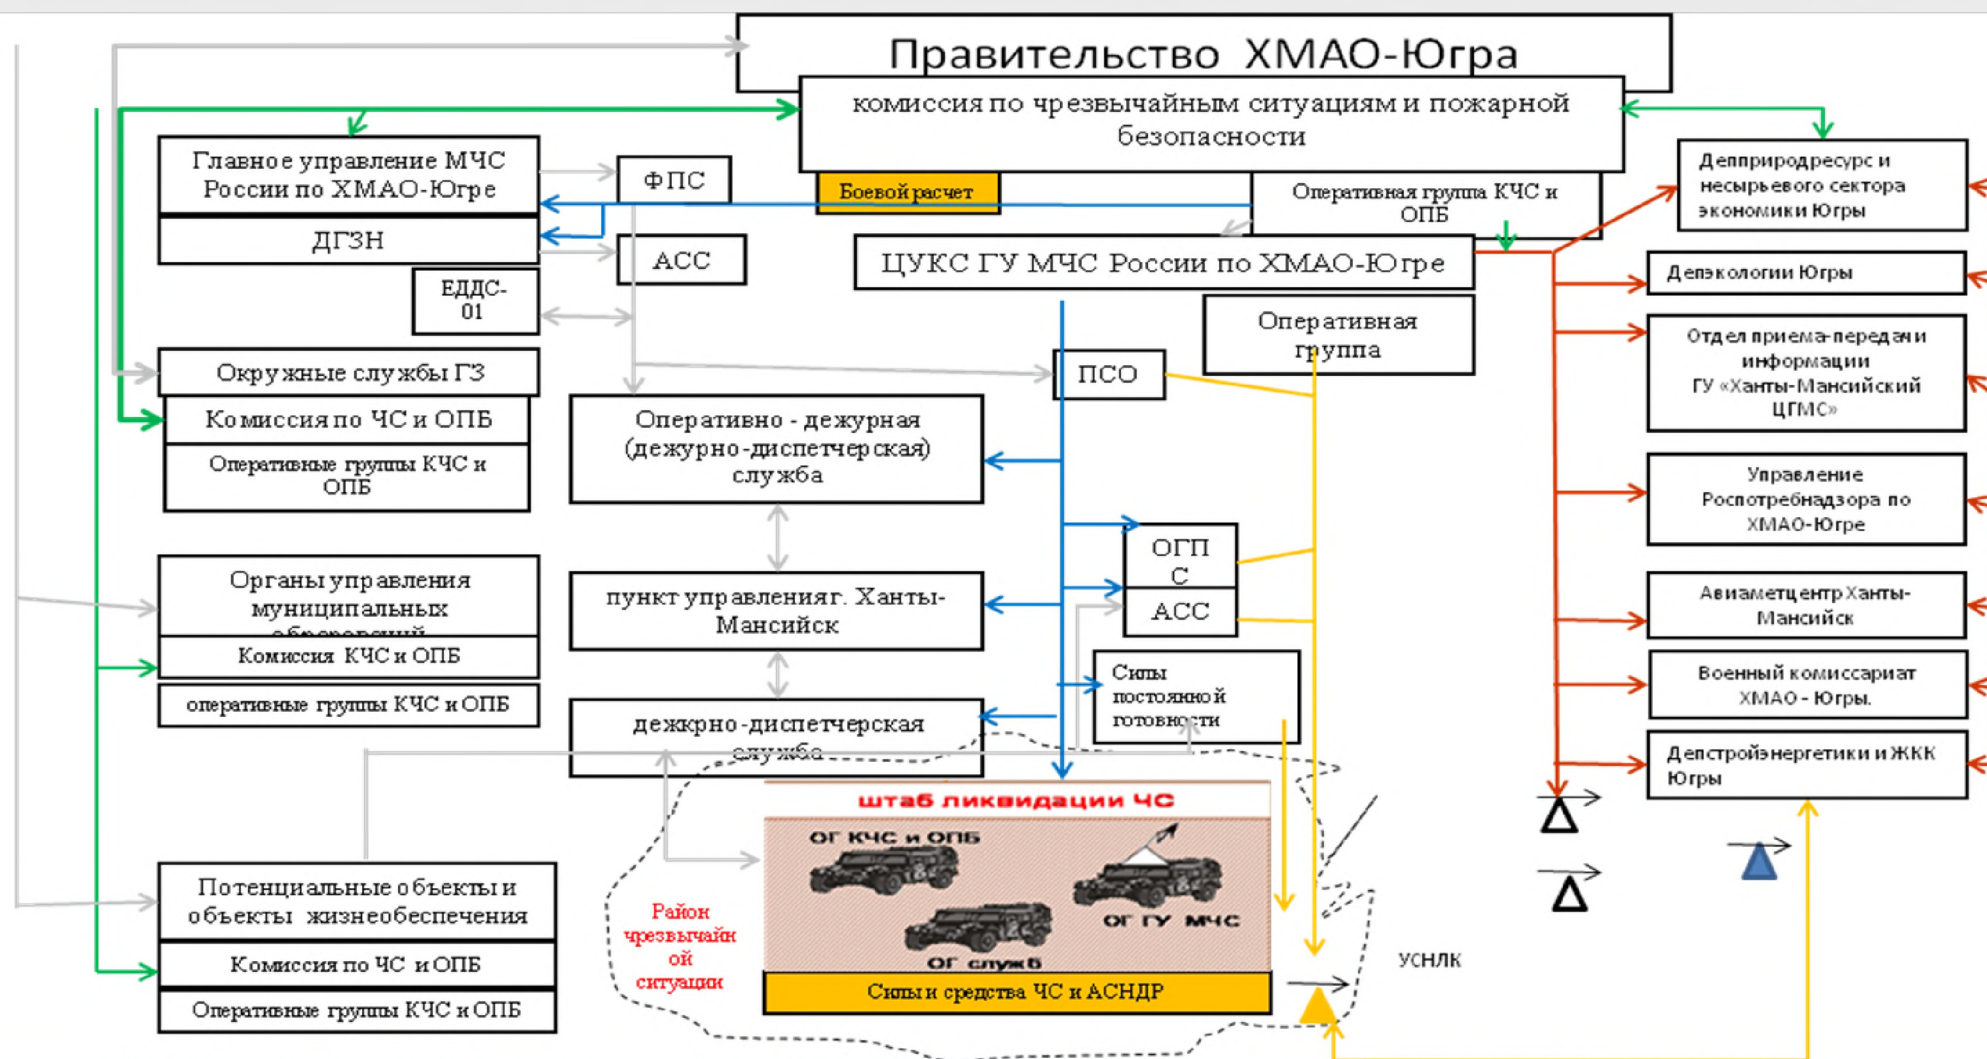 Правительство ХМАО-Югра
комиссия по чрезвычайным ситуациям и пожарной
безопасности
Боевой расчет
Оперативная группа КЧС и
ОПБ
ЦУКС ГУ МЧС России по ХМАО-Югре
Оперативная
группа
Главное управление МЧС
России по ХМАО-Югре
ДГЗН
ФПС
АСС
ЕДДС-
01
Окружные службы ГЗ
Комиссия по ЧС и ОПБ
Оперативные группы КЧС и
ОПБ
Органы управления
муниципальных
Комиссия КЧС и ОПБ
оперативные группы КЧС и ОПБ
Потенциальные объекты и
объекты жизнеобеспечения
Комиссия по ЧС и ОПБ
Оперативные группы КЧС и ОПБ
ПСО
Оперативно - дежурная
(дежурно-диспетчерская)
служба
пункт управления г. Ханты-
Мансийск
дежкрно-диспетчерская
служба
ОГП
С
АСС
Силы
постоянной
готовности
штаб ликвидации ЧС
ОГ КЧС и ОПБ
ОГ ГУ МЧС
ОГ служб
Силы и средства ЧС и АСНДР
Район
чрезвычайн
ой
ситуации
УСНЛК
Депприродресурс и
несырьевого сектора
экономики Югры
Депэкологии Югры
Отдел приема-передачи
информации
ГУ «Ханты-Мансийский
ЦГМС»
Управление
Роспотребнадзора по
ХМАО-Югре
Авиаметцентр Ханты-
Мансийск
Военный комиссариат
ХМАО - Югры.
Депстройэнергетики и ЖКК
Югры